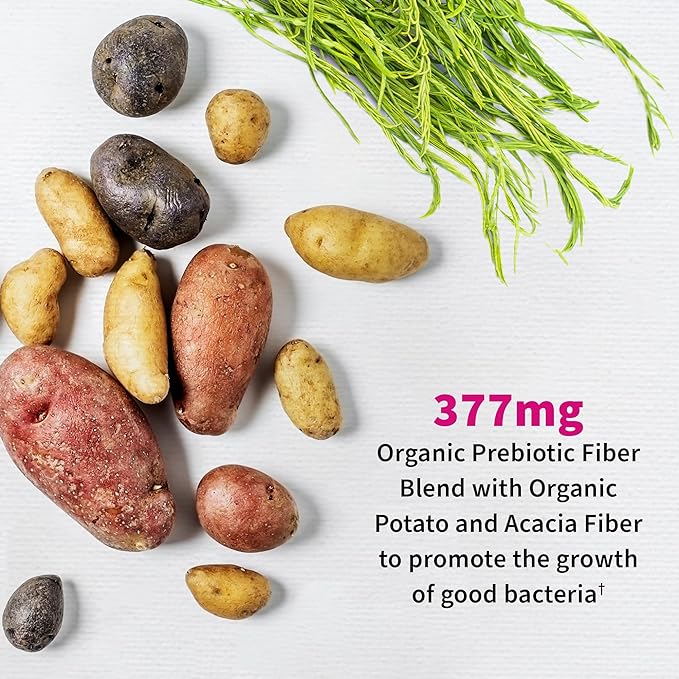 377mg
Organic Prebiotic Fiber
Blend with Organic
Potato and Acacia Fiber
to promote the growth
of good bacteria†